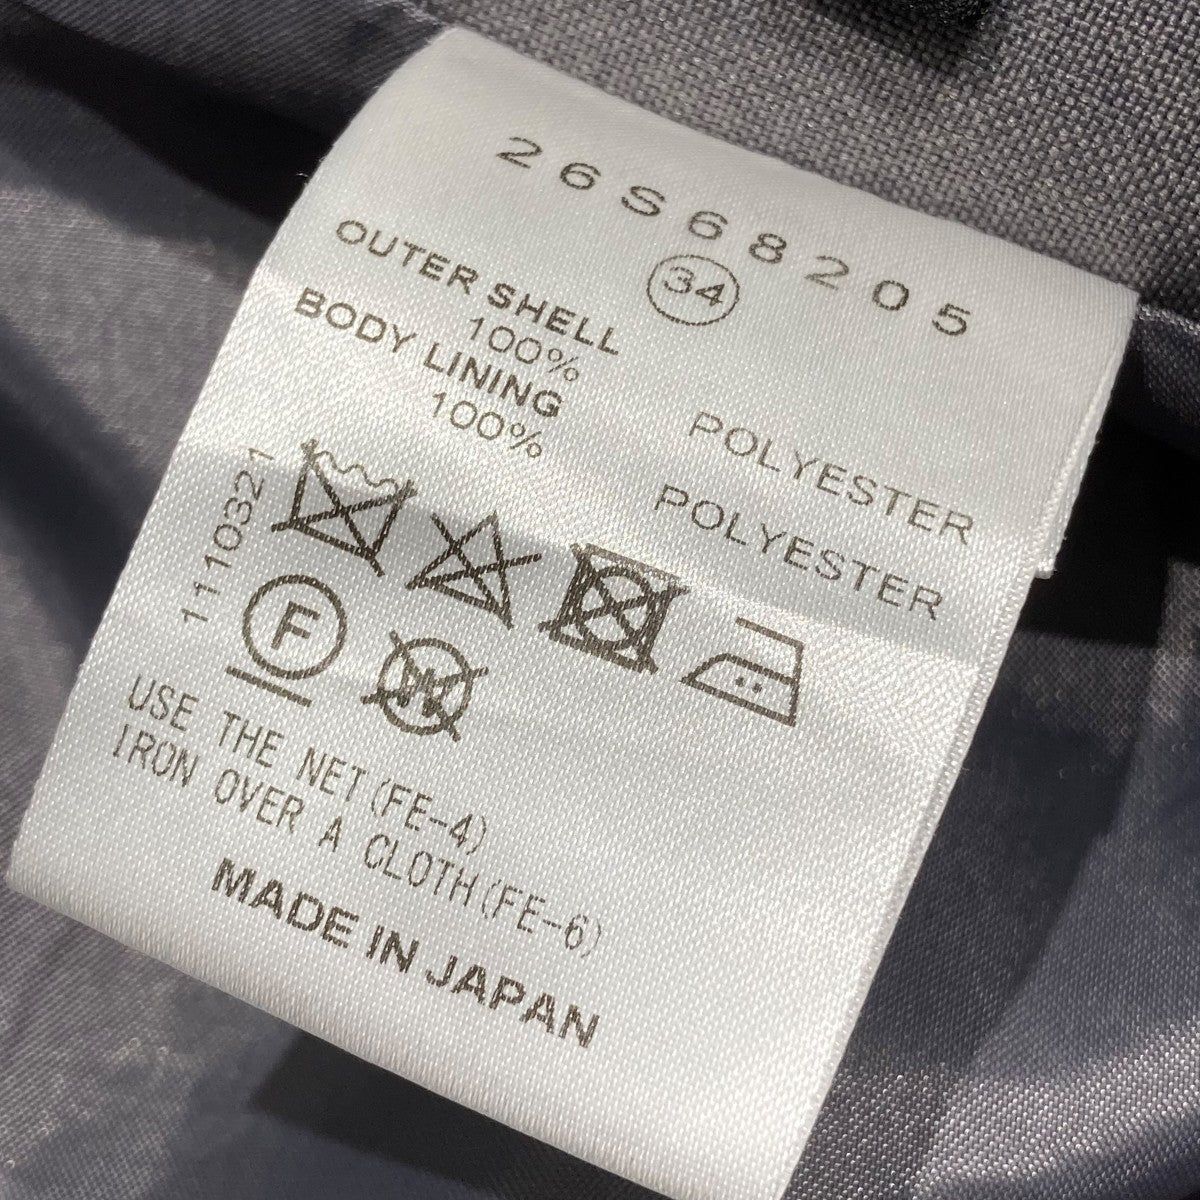 26S68205
34
OUTER SHELL
100% POLYESTER
BODY LINING
100% POLYESTER
1110321
F
W
USE THE NET(FE-4)
IRON OVER A CLOTH(FE-6)
MADE IN JAPAN